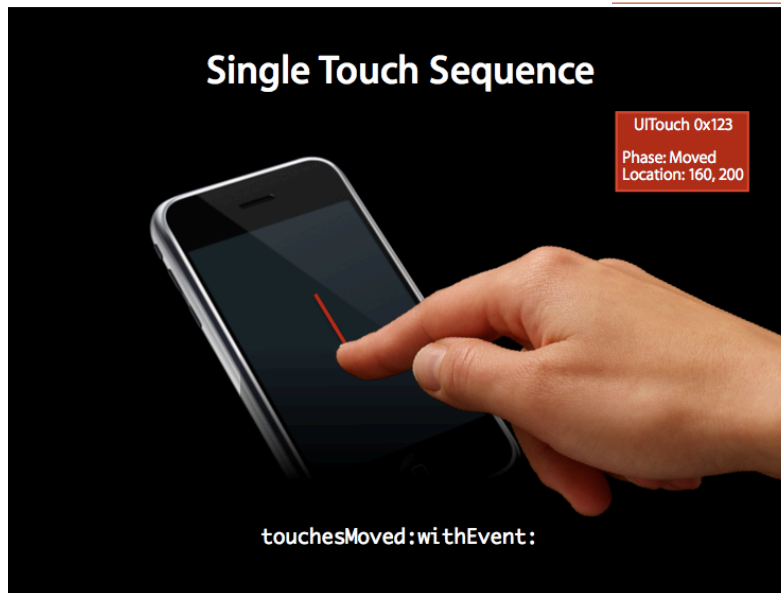 Single Touch Sequence
UITouch 0x123
Phase: Moved
Location: 160, 200
touchesMoved:withEvent: